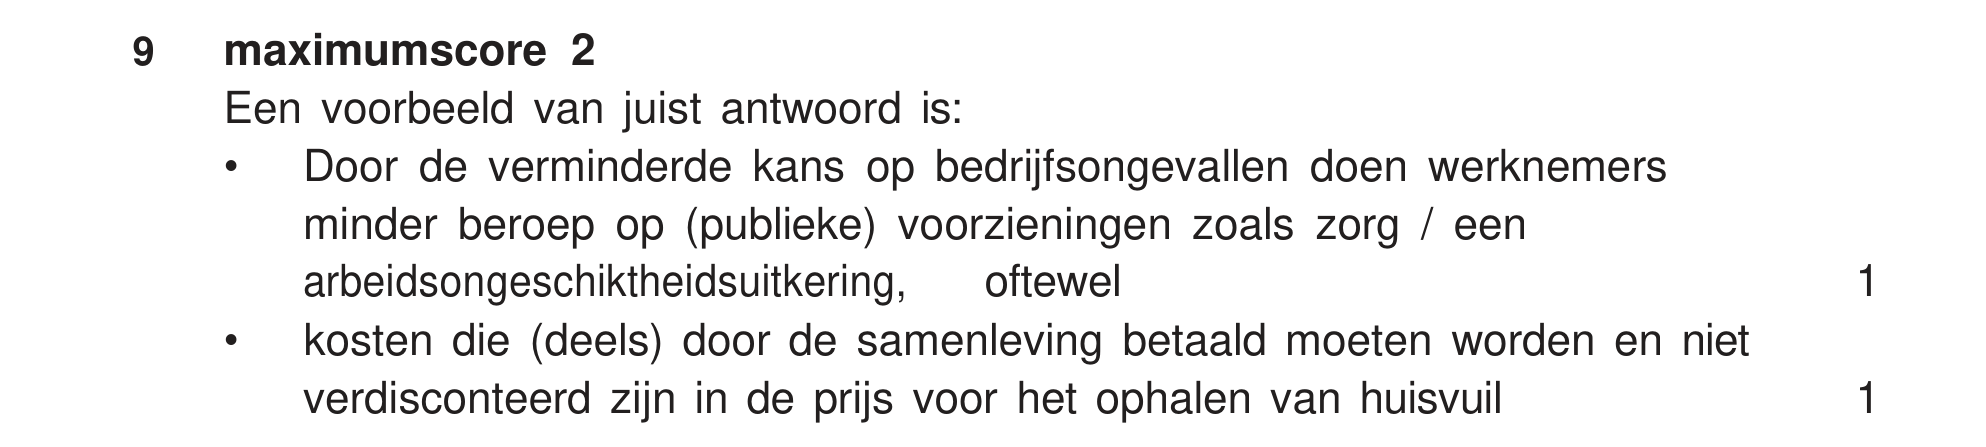 9 maximumscore 2
Een voorbeeld van juist antwoord is:
• Door de verminderde kans op bedrijfsongevallen doen werknemers
minder beroep op (publieke) voorzieningen zoals zorg / een
arbeidsongeschiktheidsuitkering, oftewel 1
• kosten die (deels) door de samenleving betaald moeten worden en niet
verdisconteerd zijn in de prijs voor het ophalen van huisvuil 1